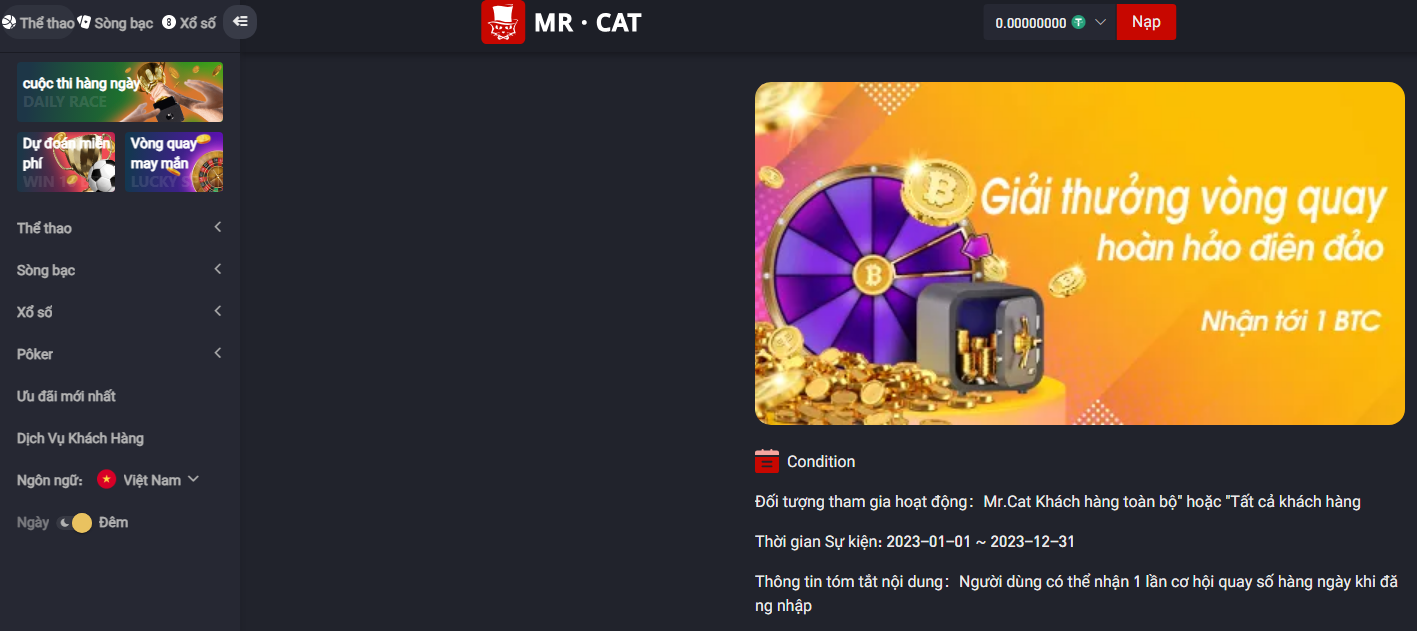 Thể thao Sòng bạc 8 Xổ số
MR · CAT
0.00000000 T
Nạp
cuộc thi hàng ngày
DAILY RACE
Dự đoán miễn
phí
WIN 1
Vòng quay
may mắn
LUCKY S
Thể thao
Sòng bạc
Xổ số
Pôker
Ưu đãi mới nhất
Dịch Vụ Khách Hàng
Ngôn ngữ: Việt Nam
Ngày Đêm
Giải thưởng vòng quay
hoàn hảo điên đảo
Nhận tới 1 BTC
Condition
Đối tượng tham gia hoạt động：Mr.Cat Khách hàng toàn bộ" hoặc "Tất cả khách hàng
Thời gian Sự kiện: 2023-01-01 ~ 2023-12-31
Thông tin tóm tắt nội dung：Người dùng có thể nhận 1 lần cơ hội quay số hàng ngày khi đă
ng nhập